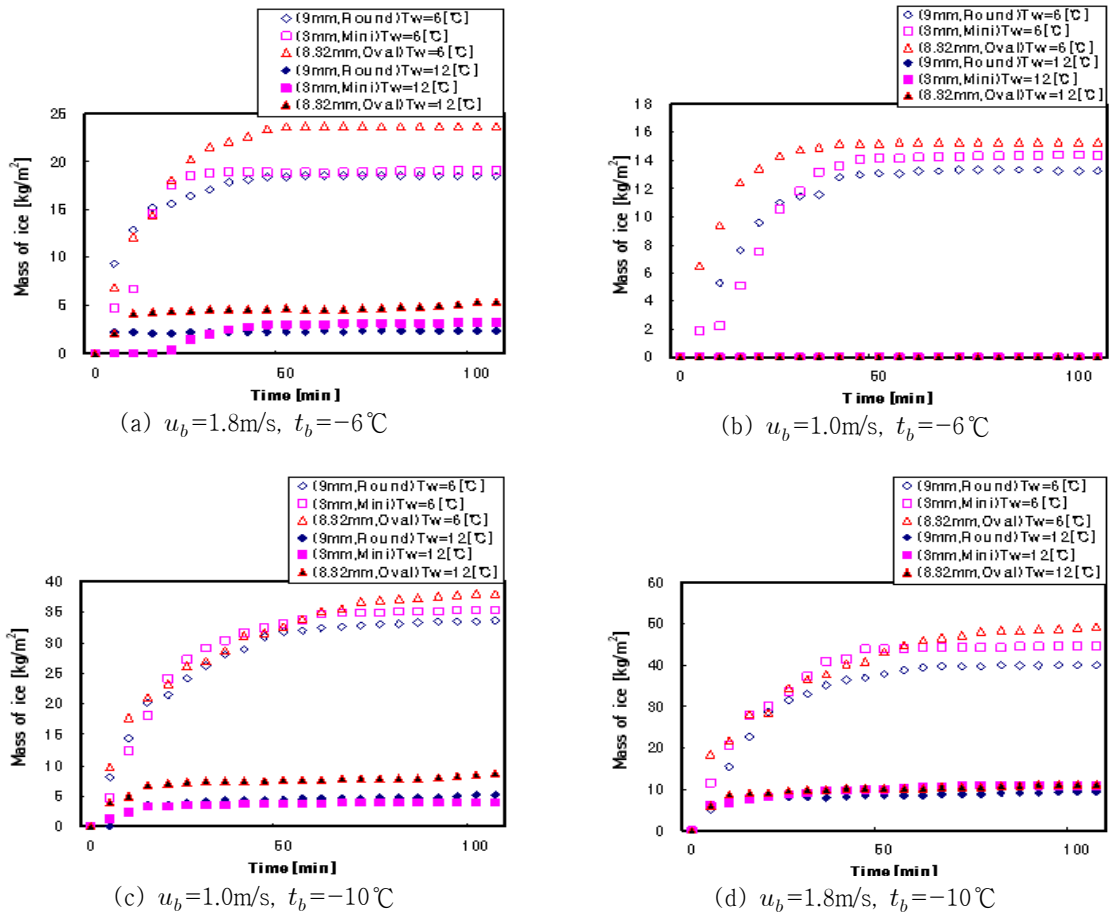 (9mm,Round)Tw=6[℃]
(3mm,Mini)Tw=6[℃]
(8.32mm,Oval)Tw=6[℃]
(9mm,Round)Tw=12[℃]
(3mm,Mini)Tw=12[℃]
(8.32mm,Oval)Tw=12[℃]
25
20
15
10
5
0
Mass of ice [kg/m²]
0 50 100
Time [min]
(a) u_b=1.8m/s, t_b=-6℃
(9mm,Round)Tw=6[℃]
(3mm,Mini)Tw=6[℃]
(8.32mm,Oval)Tw=6[℃]
(9mm,Round)Tw=12[℃]
(3mm,Mini)Tw=12[℃]
(8.32mm,Oval)Tw=12[℃]
18
16
14
12
10
8
6
4
2
0
Mass of ice [kg/m²]
0 50 100
Time [min]
(b) u_b=1.0m/s, t_b=-6℃
(9mm,Round)Tw=6[℃]
(3mm,Mini)Tw=6[℃]
(8.32mm,Oval)Tw=6[℃]
(9mm,Round)Tw=12[℃]
(3mm,Mini)Tw=12[℃]
(8.32mm,Oval)Tw=12[℃]
40
35
30
25
20
15
10
5
0
Mass of ice [kg/m²]
0 50 100
Time [min]
(c) u_b=1.0m/s, t_b=-10℃
(9mm,Round)Tw=6[℃]
(3mm,Mini)Tw=6[℃]
(8.32mm,Oval)Tw=6[℃]
(9mm,Round)Tw=12[℃]
(3mm,Mini)Tw=12[℃]
(8.32mm,Oval)Tw=12[℃]
60
50
40
30
20
10
0
Mass of ice [kg/m²]
0 50 100
Time [min]
(d) u_b=1.8m/s, t_b=-10℃